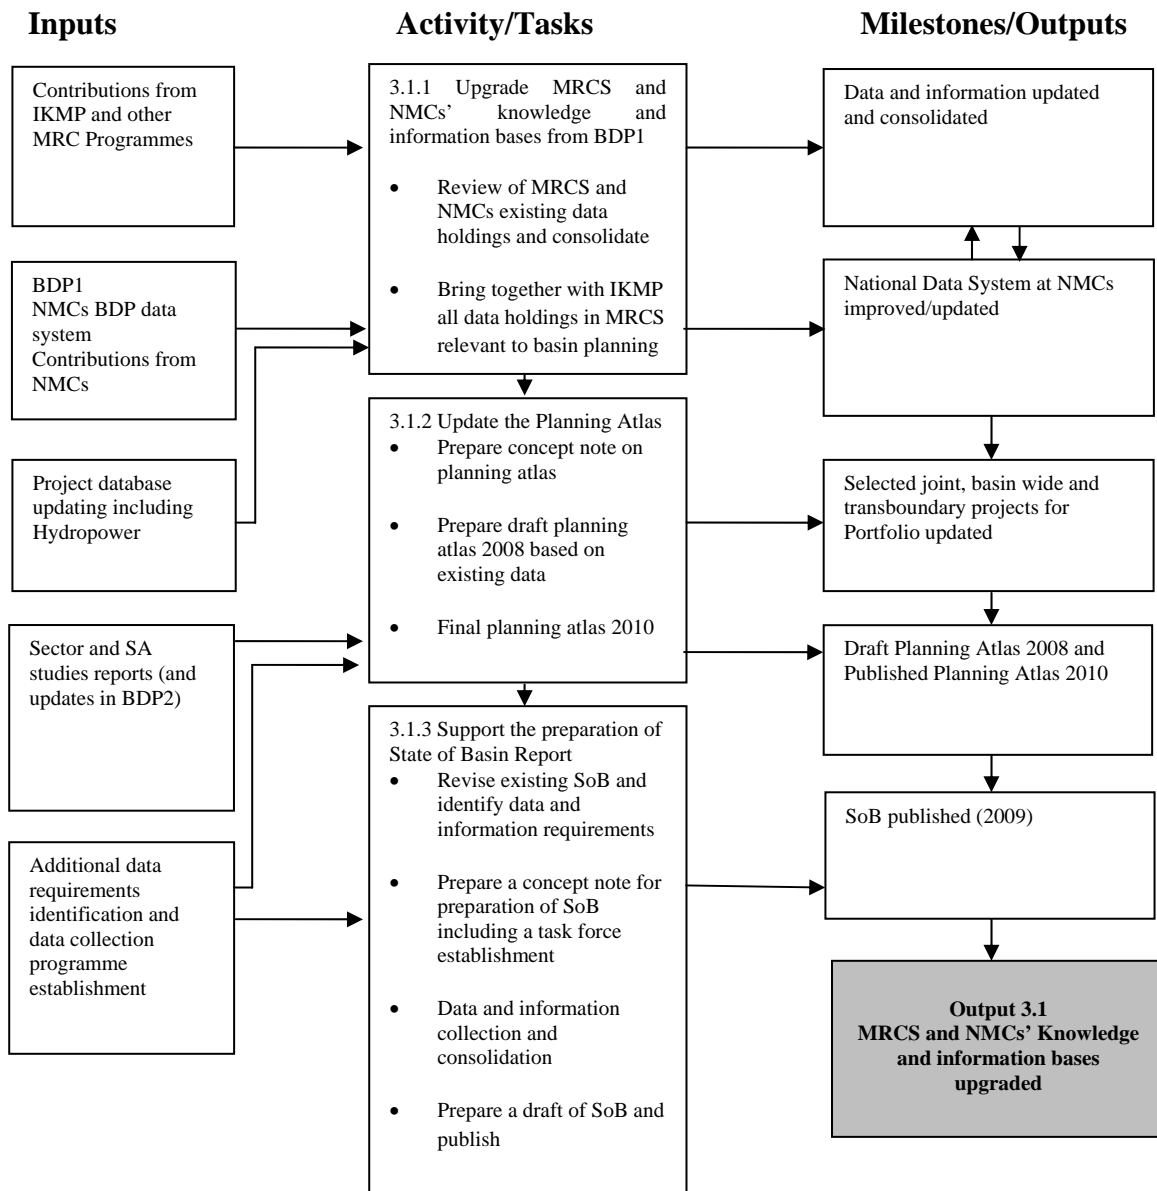 Inputs
Activity/Tasks
Milestones/Outputs
Contributions from
IKMP and other
MRC Programmes
BDP1
NMCs BDP data
system
Contributions from
NMCs
Project database
updating including
Hydropower
Sector and SA
studies reports (and
updates in BDP2)
Additional data
requirements
identification and
data collection
programme
establishment
3.1.1 Upgrade MRCS and
NMCs' knowledge and
information bases from BDP1
• Review of MRCS and
NMCs existing data
holdings and consolidate
• Bring together with IKMP
all data holdings in MRCS
relevant to basin planning
3.1.2 Update the Planning Atlas
• Prepare concept note on
planning atlas
• Prepare draft planning
atlas 2008 based on
existing data
• Final planning atlas 2010
3.1.3 Support the preparation of
State of Basin Report
• Revise existing SoB and
identify data and
information requirements
• Prepare a concept note for
preparation of SoB
including a task force
establishment
• Data and information
collection and
consolidation
• Prepare a draft of SoB and
publish
Data and information updated
and consolidated
National Data System at NMCs
improved/updated
Selected joint, basin wide and
transboundary projects for
Portfolio updated
Draft Planning Atlas 2008 and
Published Planning Atlas 2010
SoB published (2009)
Output 3.1
MRCS and NMCs' Knowledge
and information bases
upgraded